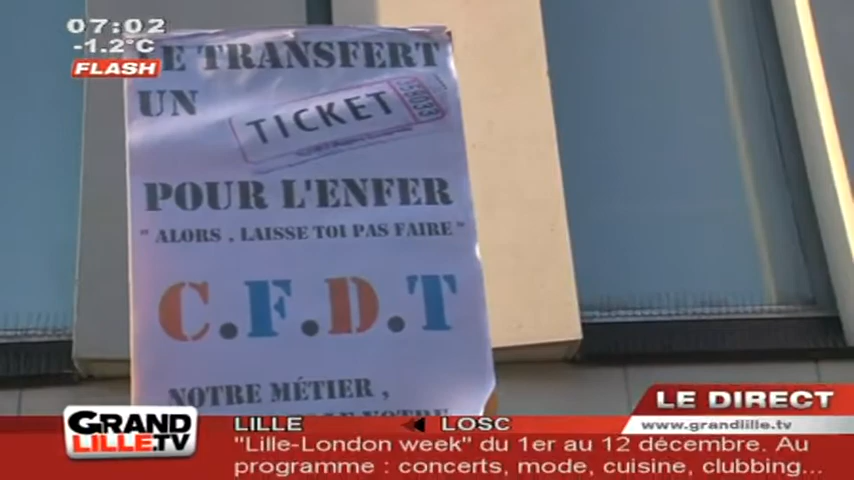 07:02
-1.2°C
FLASH
LE TRANSFERT
UN
TICKET
POUR L'ENFER
" ALORS , LAISSE TOI PAS FAIRE "
C.F.D.T
NOTRE MÉTIER ,
LE DIRECT
www.grandlille.tv
GRAND
LILLE.TV
LILLE LOSC
"Lille-London week" du 1er au 12 décembre. Au
programme : concerts, mode, cuisine, clubbing...